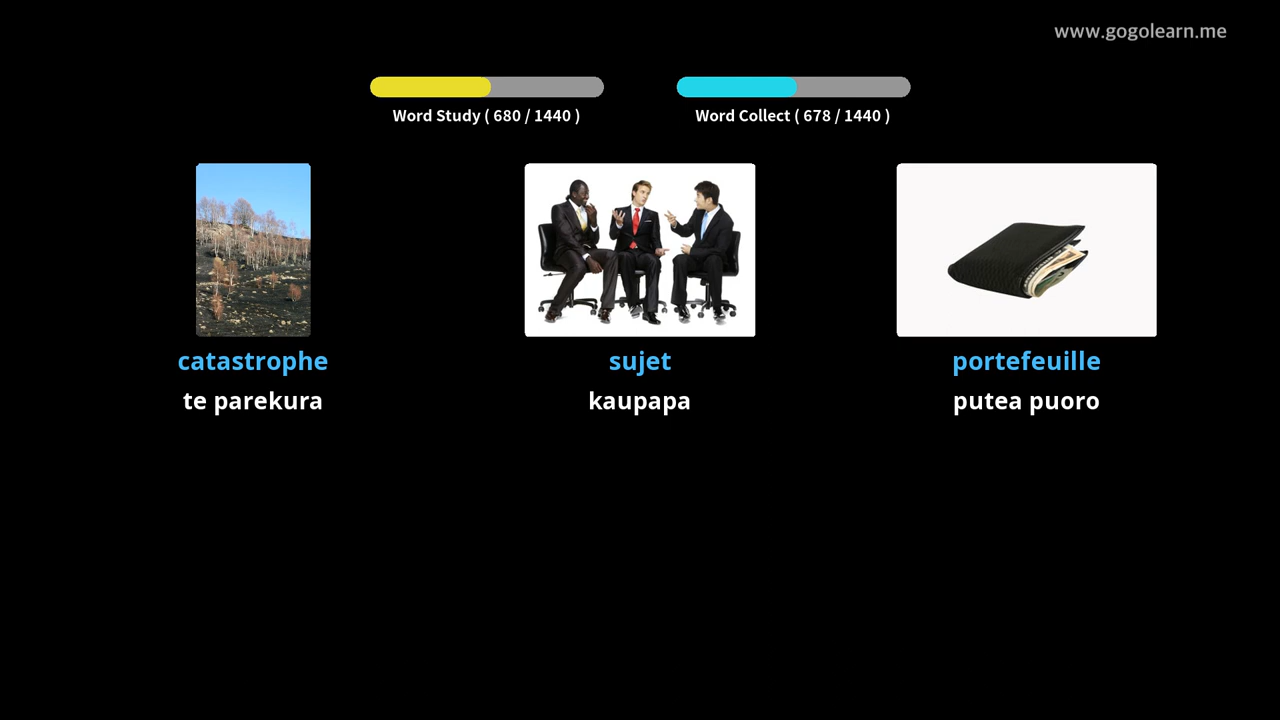 www.gogolearn.me
Word Study ( 680 / 1440 )
Word Collect ( 678 / 1440 )
catastrophe
te parekura
sujet
kaupapa
portefeuille
putea puoro